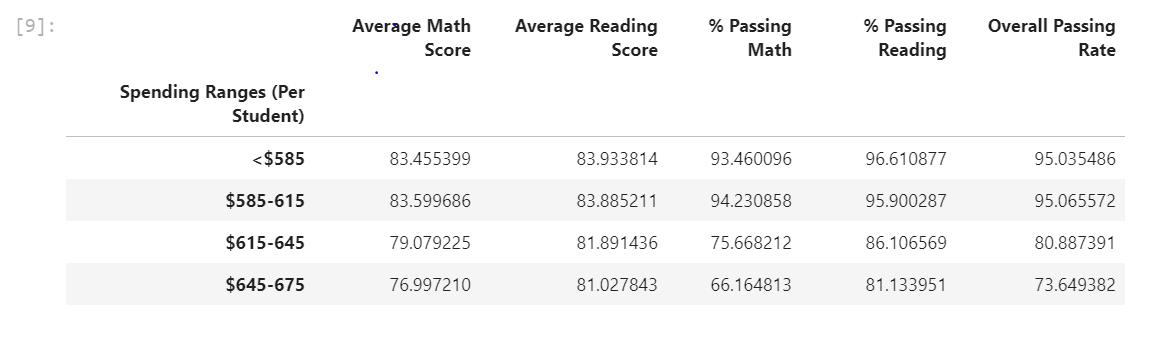 [9]:
Average Math Score Average Reading Score % Passing Math % Passing Reading Overall Passing Rate
Spending Ranges (Per Student)
<$585 83.455399 83.933814 93.460096 96.610877 95.035486
$585-615 83.599686 83.885211 94.230858 95.900287 95.065572
$615-645 79.079225 81.891436 75.668212 86.106569 80.887391
$645-675 76.997210 81.027843 66.164813 81.133951 73.649382